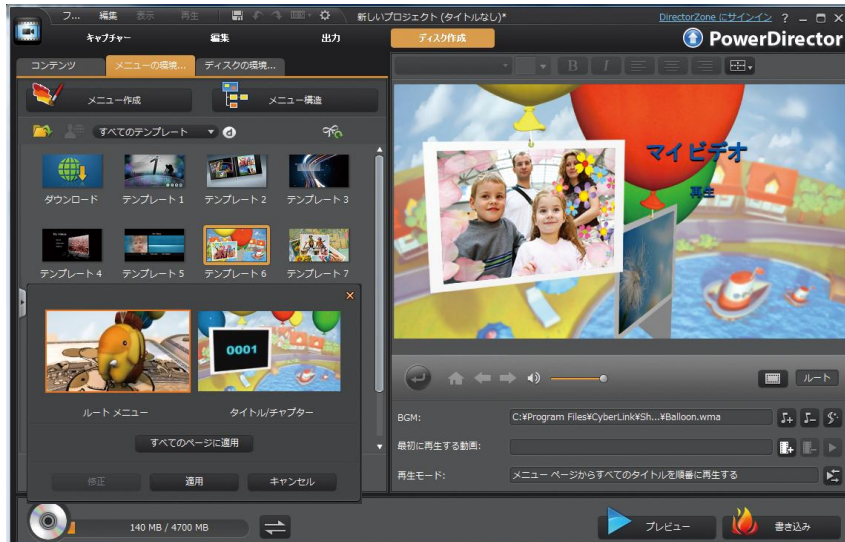 フ... 編集 表示 再生 新しいプロジェクト (タイトルなし)* DirectorZone にサインイン ?
キャプチャー 編集 出力 ディスク作成 PowerDirector
コンテンツ メニューの環境... ディスクの環境...
B I
メニュー作成 メニュー構造
すべてのテンプレート d
ダウンロード テンプレート 1 テンプレート 2 テンプレート 3
テンプレート 4 テンプレート 5 テンプレート 6 テンプレート 7
マイ ビデオ
再生
0001
ルート メニュー タイトル/チャプター
すべてのページに適用
修正 適用 キャンセル
ルート
BGM: C:¥Program Files¥CyberLink¥Sh...¥Balloon.wma
最初に再生する動画:
再生モード: メニュー ページからすべてのタイトルを順番に再生する
140 MB / 4700 MB
プレビュー 書き込み